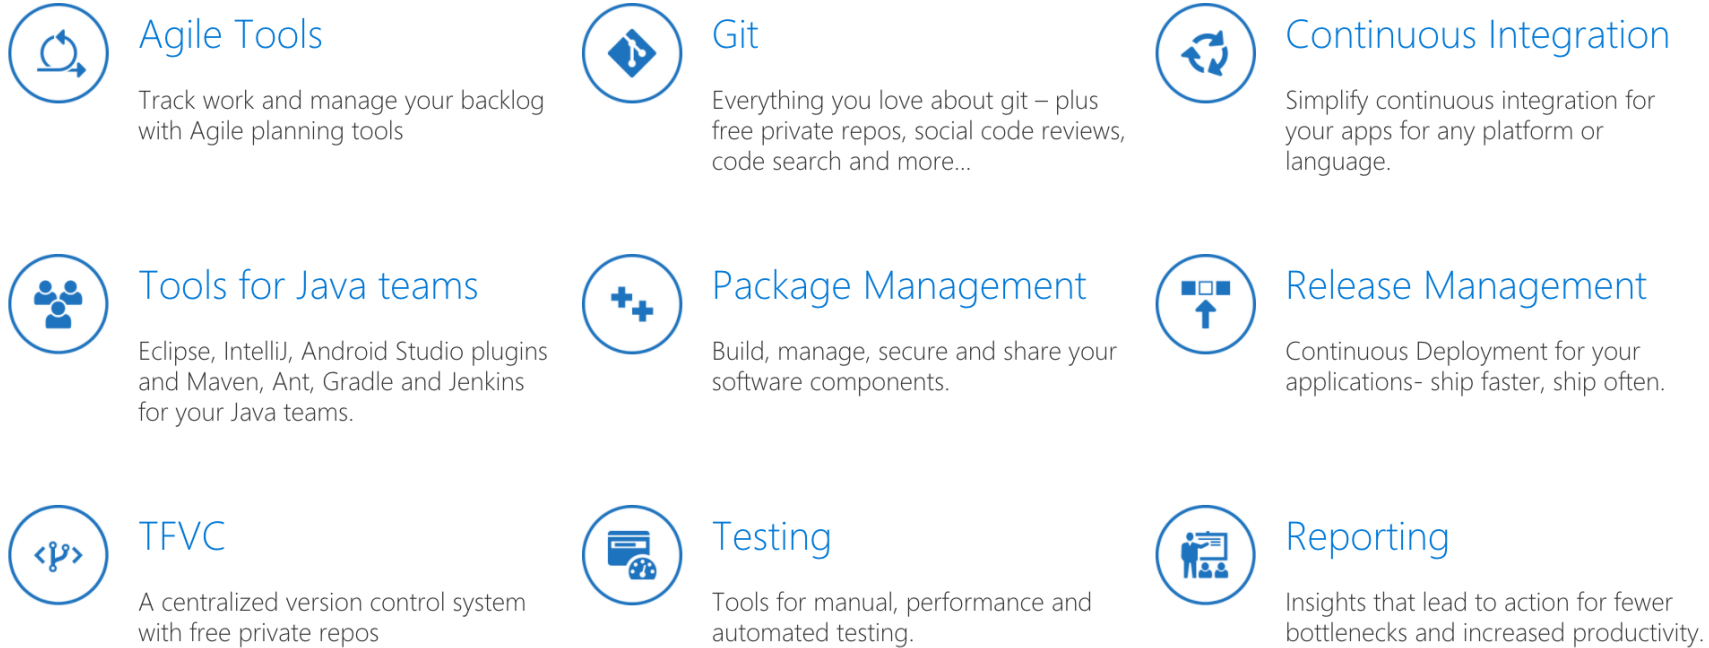 Agile Tools
Track work and manage your backlog
with Agile planning tools
Git
Everything you love about git – plus
free private repos, social code reviews,
code search and more...
Continuous Integration
Simplify continuous integration for
your apps for any platform or
language.
Tools for Java teams
Eclipse, IntelliJ, Android Studio plugins
and Maven, Ant, Gradle and Jenkins
for your Java teams.
Package Management
Build, manage, secure and share your
software components.
Release Management
Continuous Deployment for your
applications- ship faster, ship often.
TFVC
A centralized version control system
with free private repos
Testing
Tools for manual, performance and
automated testing.
Reporting
Insights that lead to action for fewer
bottlenecks and increased productivity.